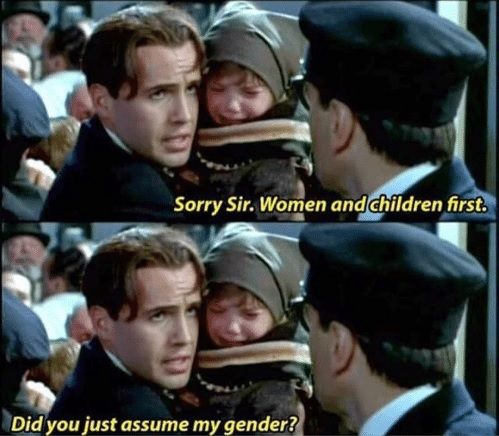 Sorry Sir. Women and children first.
Did you just assume my gender?